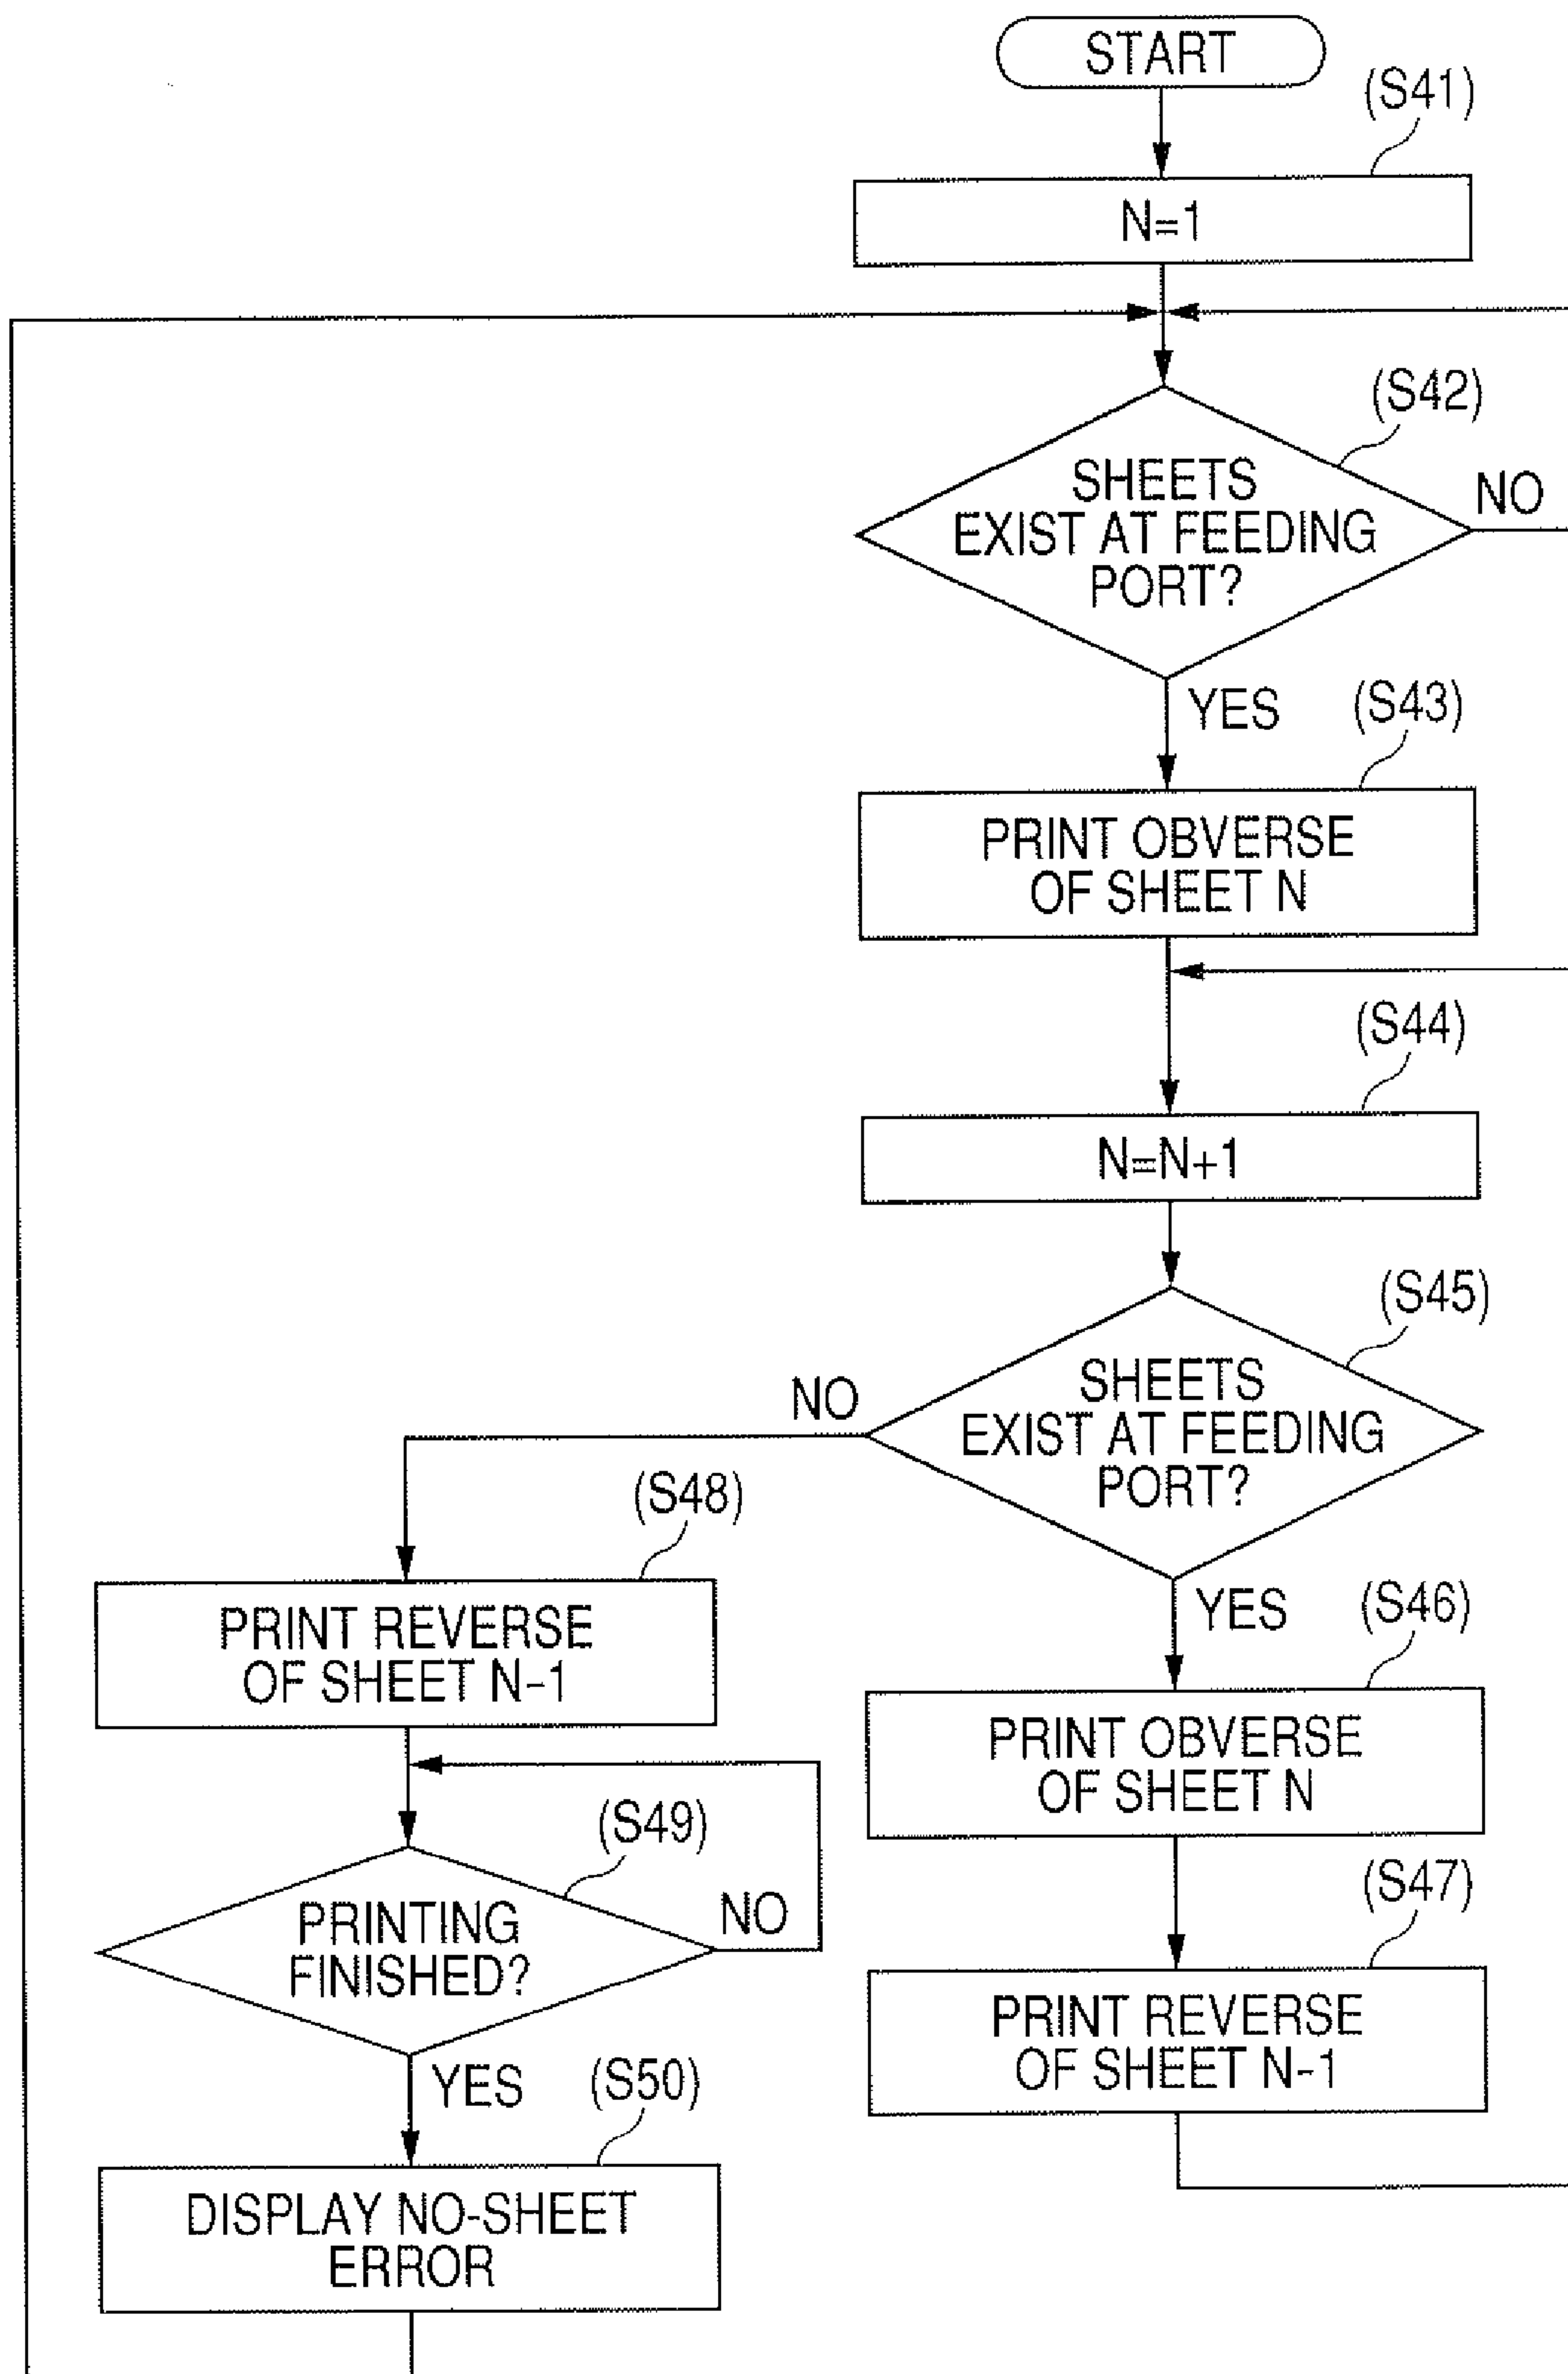 START
(S41)
N=1
(S42)
SHEETS
EXIST AT FEEDING
PORT?
NO
YES
(S43)
PRINT OBVERSE
OF SHEET N
(S44)
N=N+1
(S45)
SHEETS
EXIST AT FEEDING
PORT?
NO
YES
(S48)
PRINT REVERSE
OF SHEET N-1
(S46)
PRINT OBVERSE
OF SHEET N
(S49)
PRINTING
FINISHED?
NO
YES
(S47)
PRINT REVERSE
OF SHEET N-1
(S50)
DISPLAY NO-SHEET
ERROR